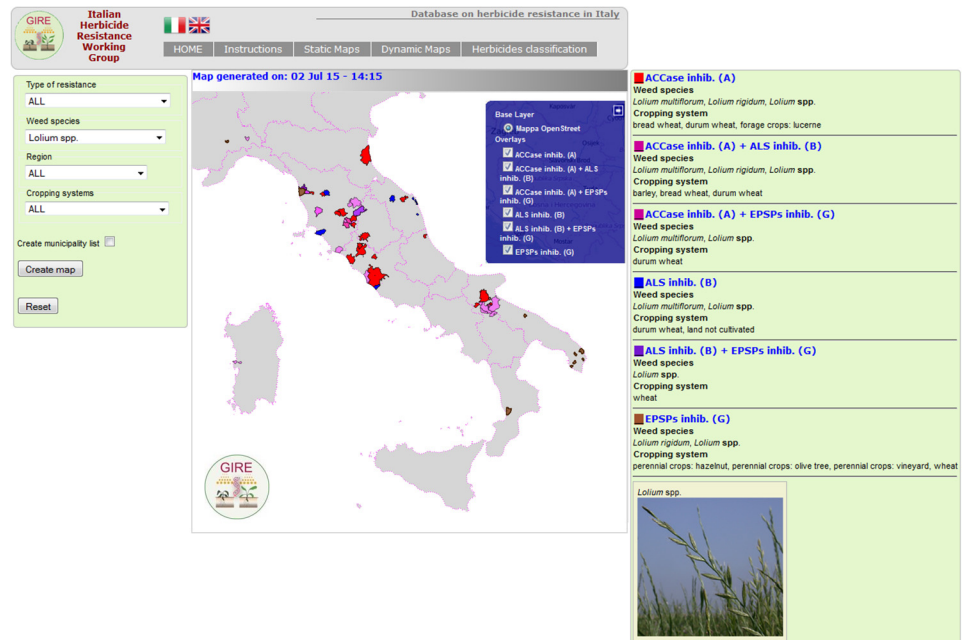 GIRE
Italian
Herbicide
Resistance
Working
Group
Database on herbicide resistance in Italy
HOME
Instructions
Static Maps
Dynamic Maps
Herbicides classification
Type of resistance
ALL
Weed species
Lolium spp.
Region
ALL
Cropping systems
ALL
Create municipality list
Create map
Reset
Map generated on: 02 Jul 15 - 14:15
Base Layer
Mappa OpenStreet
Overlays
ACCase inhib. (A)
ACCase inhib. (A) + ALS
inhib. (B)
ACCase inhib. (A) + EPSPs
inhib. (G)
ALS inhib. (B)
ALS inhib. (B) + EPSPs
inhib. (G)
EPSPs inhib. (G)
GIRE
ACCase inhib. (A)
Weed species
Lolium multiflorum, Lolium rigidum, Lolium spp.
Cropping system
bread wheat, durum wheat, forage crops: lucerne
ACCase inhib. (A) + ALS inhib. (B)
Weed species
Lolium multiflorum, Lolium rigidum, Lolium spp.
Cropping system
barley, bread wheat, durum wheat
ACCase inhib. (A) + EPSPs inhib. (G)
Weed species
Lolium multiflorum, Lolium spp.
Cropping system
durum wheat
ALS inhib. (B)
Weed species
Lolium multiflorum, Lolium spp.
Cropping system
durum wheat, land not cultivated
ALS inhib. (B) + EPSPs inhib. (G)
Weed species
Lolium spp.
Cropping system
wheat
EPSPs inhib. (G)
Weed species
Lolium rigidum, Lolium spp.
Cropping system
perennial crops: hazelnut, perennial crops: olive tree, perennial crops: vineyard, wheat
Lolium spp.